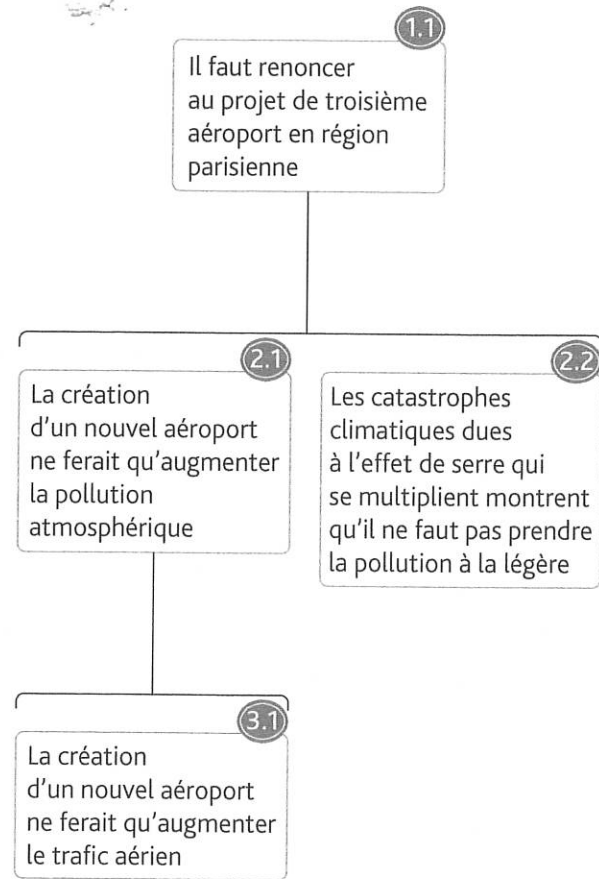 1.1
Il faut renoncer
au projet de troisième
aéroport en région
parisienne
2.1
La création
d'un nouvel aéroport
ne ferait qu'augmenter
la pollution
atmosphérique
2.2
Les catastrophes
climatiques dues
à l'effet de serre qui
se multiplient montrent
qu'il ne faut pas prendre
la pollution à la légère
3.1
La création
d'un nouvel aéroport
ne ferait qu'augmenter
le trafic aérien